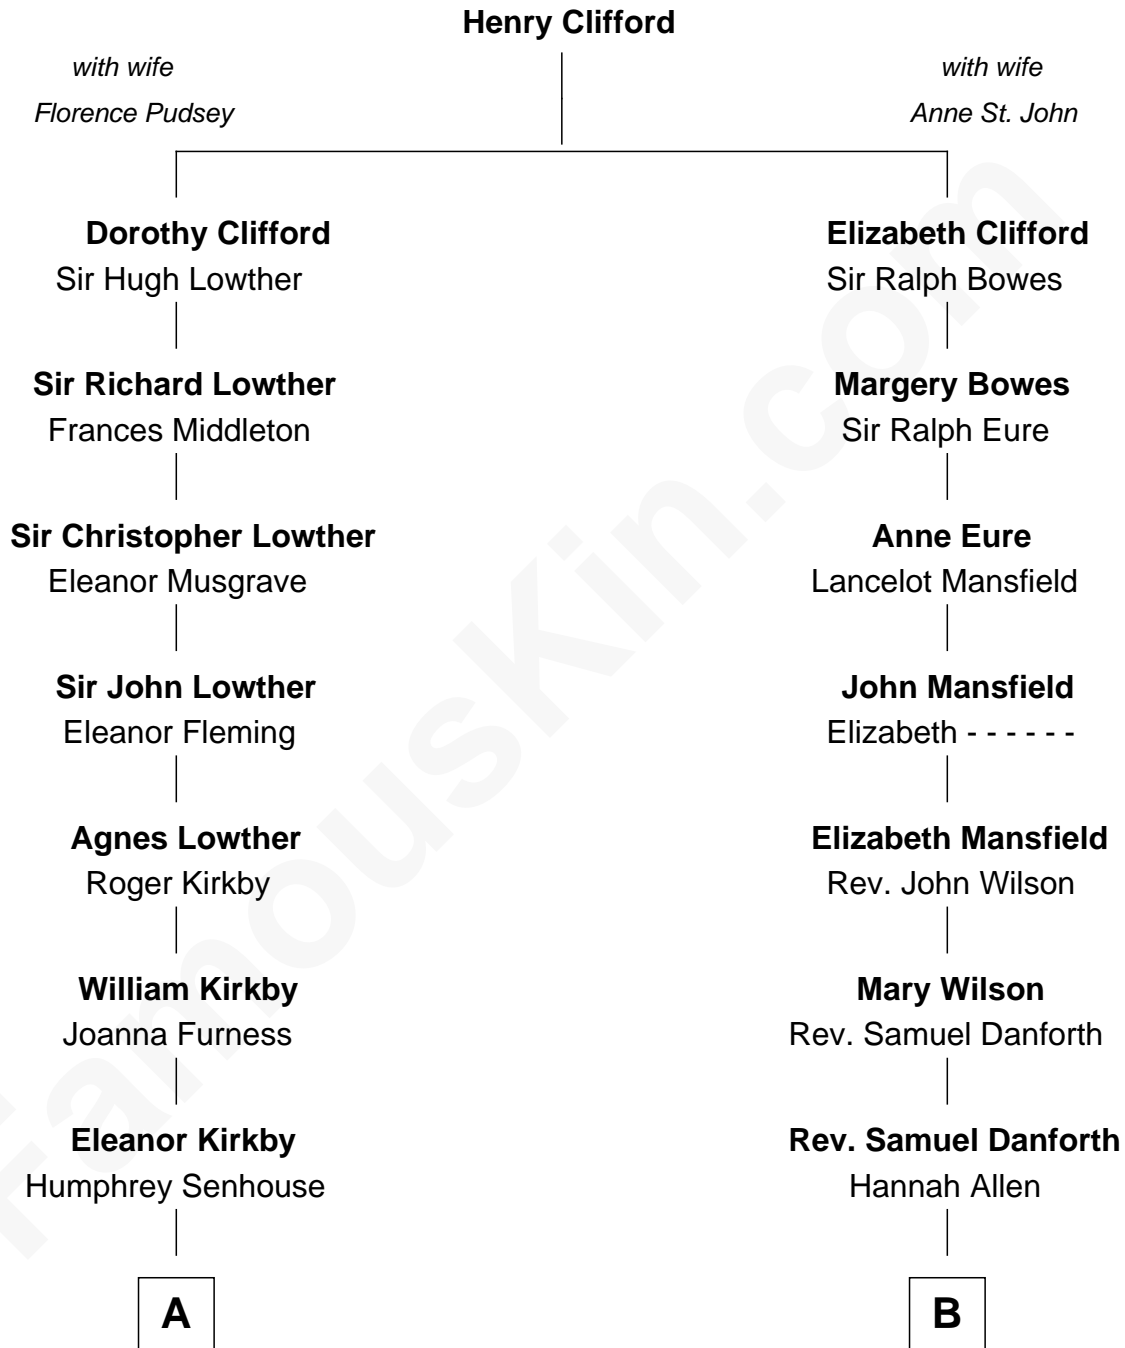 Henry Clifford
with wife
Florence Pudsey
with wife
Anne St. John
Dorothy Clifford
Sir Hugh Lowther
Elizabeth Clifford
Sir Ralph Bowes
Sir Richard Lowther
Frances Middleton
Margery Bowes
Sir Ralph Eure
Sir Christopher Lowther
Eleanor Musgrave
Anne Eure
Lancelot Mansfield
Sir John Lowther
Eleanor Fleming
John Mansfield
Elizabeth - - - - - -
Agnes Lowther
Roger Kirkby
Elizabeth Mansfield
Rev. John Wilson
William Kirkby
Joanna Furness
Mary Wilson
Rev. Samuel Danforth
Eleanor Kirkby
Humphrey Senhouse
Rev. Samuel Danforth
Hannah Allen
A
B
FamousKin.com